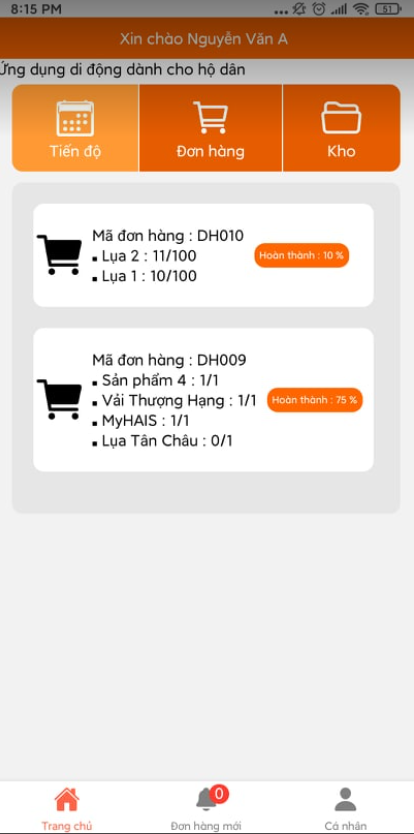 8:15 PM
51
Xin chào Nguyễn Văn A
Ứng dụng di động dành cho hộ dân
Tiến độ
Đơn hàng
Kho
Mã đơn hàng : DH010
▪ Lụa 2 : 11/100
▪ Lụa 1 : 10/100
Hoàn thành : 10 %
Mã đơn hàng : DH009
▪ Sản phẩm 4 : 1/1
▪ Vải Thượng Hạng : 1/1
▪ MyHAIS : 1/1
▪ Lụa Tân Châu : 0/1
Hoàn thành : 75 %
0
Trang chủ
Đơn hàng mới
Cá nhân